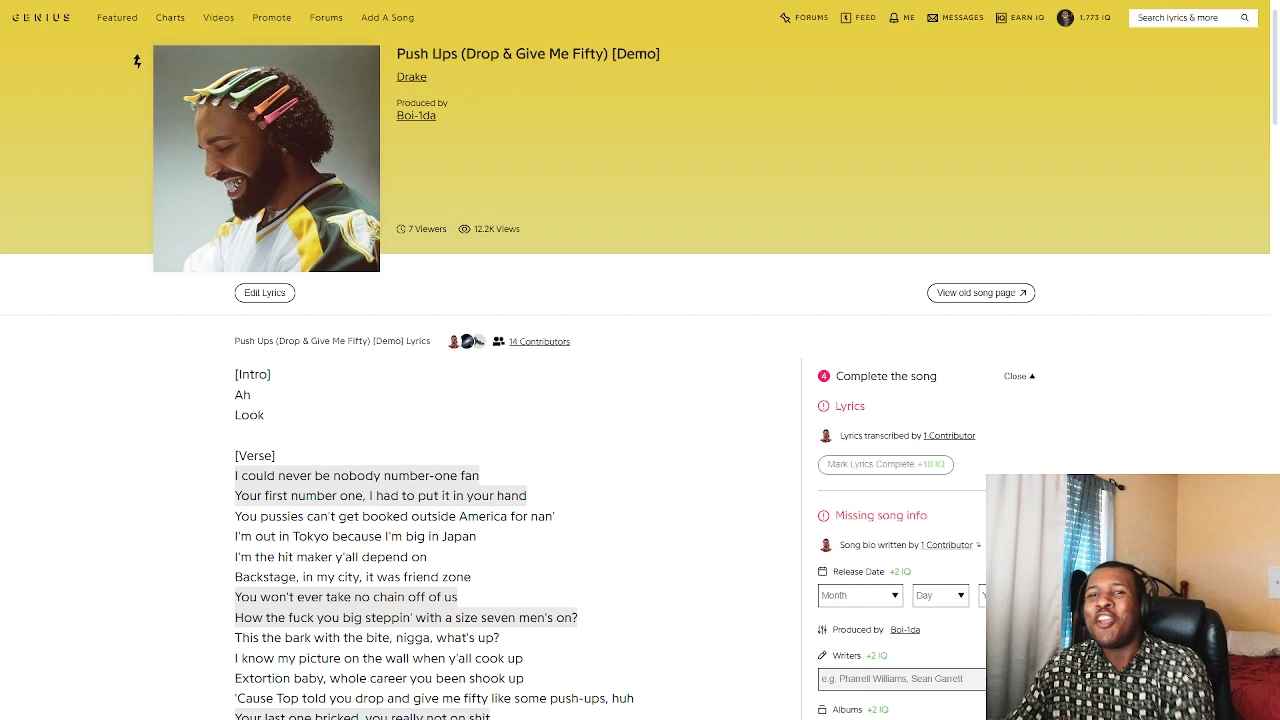 GENIUS
Featured Charts Videos Promote Forums Add A Song
FORUMS FEED ME MESSAGES EARN IQ 1,773 IQ Search lyrics & more
Push Ups (Drop & Give Me Fifty) [Demo]
Drake
Produced by
Boi-1da
7 Viewers 12.2K Views
Edit Lyrics
View old song page
Push Ups (Drop & Give Me Fifty) [Demo] Lyrics
14 Contributors
[Intro]
Ah
Look
[Verse]
I could never be nobody number-one fan
Your first number one, I had to put it in your hand
You pussies can't get booked outside America for nan'
I'm out in Tokyo because I'm big in Japan
I'm the hit maker y'all depend on
Backstage, in my city, it was friend zone
You won't ever take no chain off of us
How the fuck you big steppin' with a size seven men's on?
This the bark with the bite, nigga, what's up?
I know my picture on the wall when y'all cook up
Extortion baby, whole career you been shook up
'Cause Top told you drop and give me fifty like some push-ups, huh
Your last one bricked, you really not on shit
4 Complete the song
Close
Lyrics
Lyrics transcribed by 1 Contributor
Mark Lyrics Complete +10 IQ
Missing song info
Song bio written by 1 Contributor
Release Date +2 IQ
Month Day Y
Produced by Boi-1da
Writers +2 IQ
e.g. Pharrell Williams, Sean Garrett
Albums +2 IQ